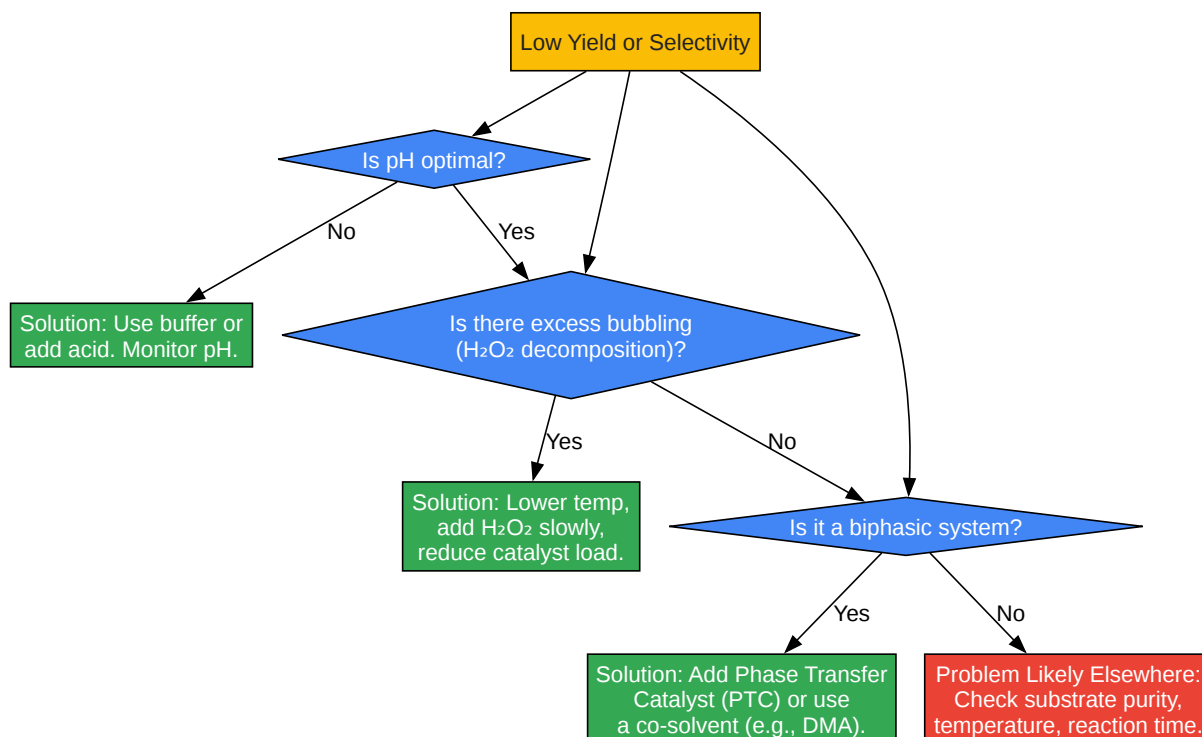 Low Yield or Selectivity
Is pH optimal?
No
Yes
Solution: Use buffer or
add acid. Monitor pH.
Is there excess bubbling
(H₂O₂ decomposition)?
Yes
No
Solution: Lower temp,
add H₂O₂ slowly,
reduce catalyst load.
Is it a biphasic system?
Yes
No
Solution: Add Phase Transfer
Catalyst (PTC) or use
a co-solvent (e.g., DMA).
Problem Likely Elsewhere:
Check substrate purity,
temperature, reaction time.